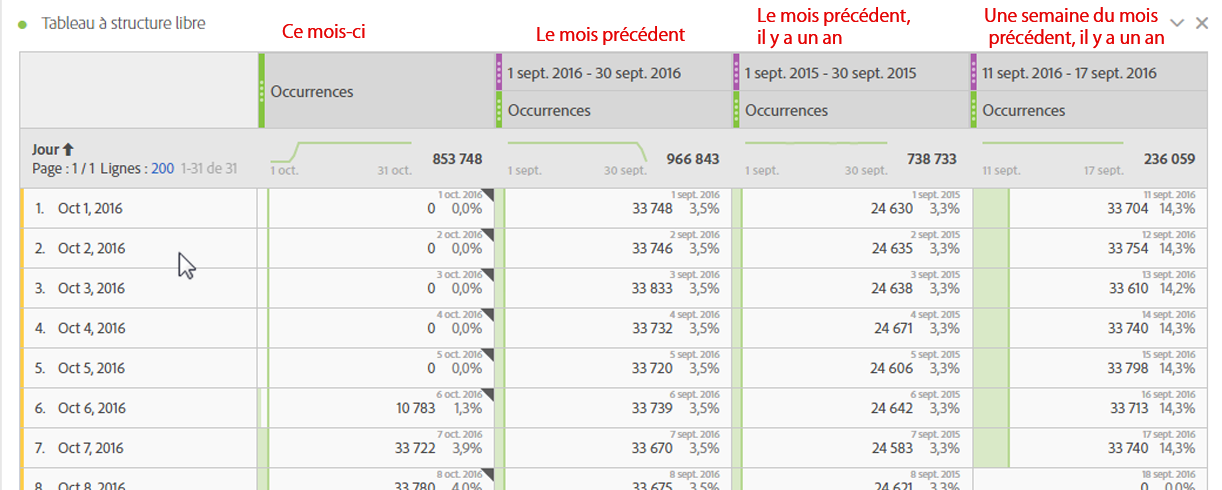 Tableau à structure libre
Ce mois-ci
Le mois précédent
Le mois précédent,
il y a un an
Une semaine du mois
précédent, il y a un an
Occurrences
1 sept. 2016 - 30 sept. 2016
1 sept. 2015 - 30 sept. 2015
11 sept. 2016 - 17 sept. 2016
Occurrences
Occurrences
Occurrences
Jour
Page : 1 / 1 Lignes : 200 1-31 de 31
1 oct. 31 oct. 853 748
1 sept. 30 sept. 966 843
1 sept. 30 sept. 738 733
11 sept. 17 sept. 236 059
1 oct. 2016 1 sept. 2016 1 sept. 2015 11 sept. 2016
1. Oct 1, 2016 0 0,0% 33 748 3,5% 24 630 3,3% 33 704 14,3%
2 oct. 2016 2 sept. 2016 2 sept. 2015 12 sept. 2016
2. Oct 2, 2016 0 0,0% 33 746 3,5% 24 635 3,3% 33 754 14,3%
3 oct. 2016 3 sept. 2016 3 sept. 2015 13 sept. 2016
3. Oct 3, 2016 0 0,0% 33 833 3,5% 24 638 3,3% 33 610 14,2%
4 oct. 2016 4 sept. 2016 4 sept. 2015 14 sept. 2016
4. Oct 4, 2016 0 0,0% 33 732 3,5% 24 671 3,3% 33 740 14,3%
5 oct. 2016 5 sept. 2016 5 sept. 2015 15 sept. 2016
5. Oct 5, 2016 0 0,0% 33 720 3,5% 24 606 3,3% 33 798 14,3%
6 oct. 2016 6 sept. 2016 6 sept. 2015 16 sept. 2016
6. Oct 6, 2016 10 783 1,3% 33 739 3,5% 24 642 3,3% 33 713 14,3%
7 oct. 2016 7 sept. 2016 7 sept. 2015 17 sept. 2016
7. Oct 7, 2016 33 722 3,9% 33 670 3,5% 24 583 3,3% 33 740 14,3%
8 oct. 2016 8 sept. 2016 8 sept. 2015 18 sept. 2016
8. Oct 8, 2016 33 780 4,0% 33 675 3,5% 24 621 3,3% 0 0,0%